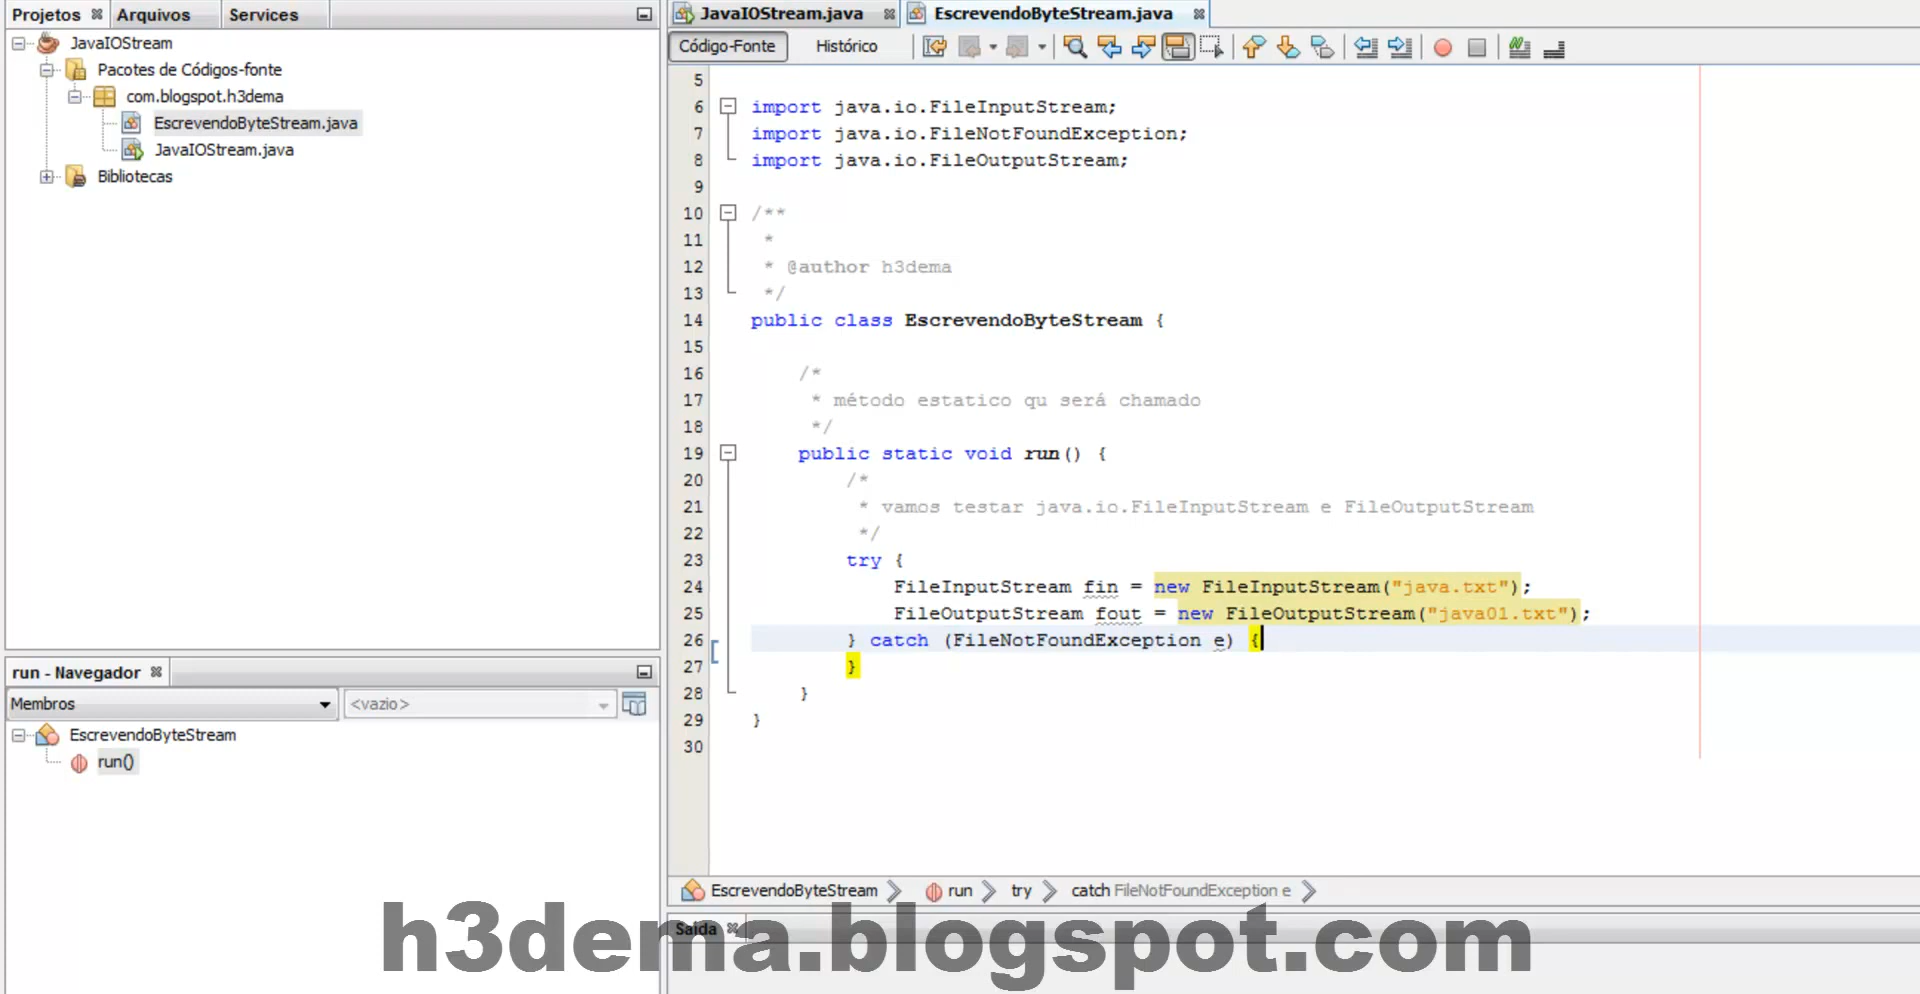 Projetos
Arquivos
Services
JavaIOStream
Pacotes de Códigos-fonte
com.blogspot.h3dema
EscrevendoByteStream.java
JavaIOStream.java
Bibliotecas
run - Navegador
Membros
<vazio>
EscrevendoByteStream
run()
JavaIOStream.java
EscrevendoByteStream.java
Código-Fonte
Histórico
5
6 import java.io.FileInputStream;
7 import java.io.FileNotFoundException;
8 import java.io.FileOutputStream;
9
10 /**
11 *
12 * @author h3dema
13 */
14 public class EscrevendoByteStream {
15
16 /*
17 * método estatico qu será chamado
18 */
19 public static void run() {
20 /*
21 * vamos testar java.io.FileInputStream e FileOutputStream
22 */
23 try {
24 FileInputStream fin = new FileInputStream("java.txt");
25 FileOutputStream fout = new FileOutputStream("java01.txt");
26 } catch (FileNotFoundException e) {
27 }
28 }
29 }
30
EscrevendoByteStream run try catch FileNotFoundException e
Saída
h3dema.blogspot.com